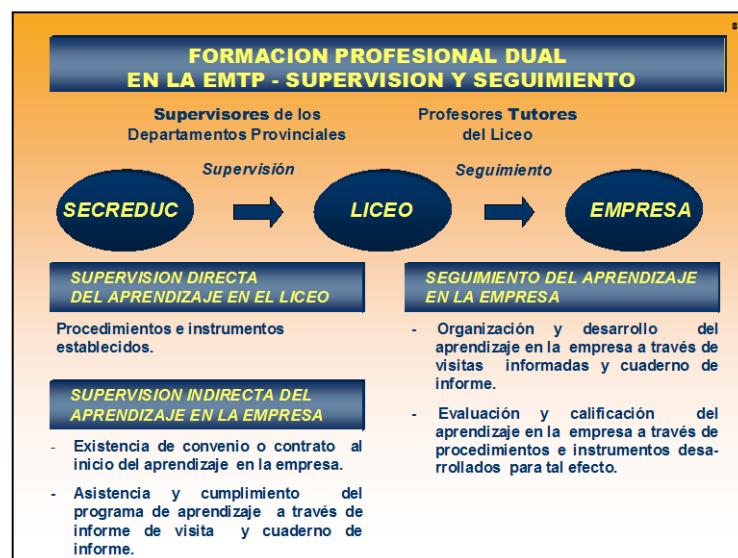 8
FORMACION PROFESIONAL DUAL
EN LA EMTP - SUPERVISION Y SEGUIMIENTO
Supervisores de los
Departamentos Provinciales
Profesores Tutores
del Liceo
Supervisión
Seguimiento
SECREDUC
LICEO
EMPRESA
SUPERVISION DIRECTA
DEL APRENDIZAJE EN EL LICEO
Procedimientos e instrumentos
establecidos.
SUPERVISION INDIRECTA DEL
APRENDIZAJE EN LA EMPRESA
- Existencia de convenio o contrato al
inicio del aprendizaje en la empresa.
- Asistencia y cumplimiento del
programa de aprendizaje a través de
informe de visita y cuaderno de
informe.
SEGUIMIENTO DEL APRENDIZAJE
EN LA EMPRESA
- Organización y desarrollo del
aprendizaje en la empresa a través de
visitas informadas y cuaderno de
informe.
- Evaluación y calificación del
aprendizaje en la empresa a través de
procedimientos e instrumentos desa-
rrollados para tal efecto.